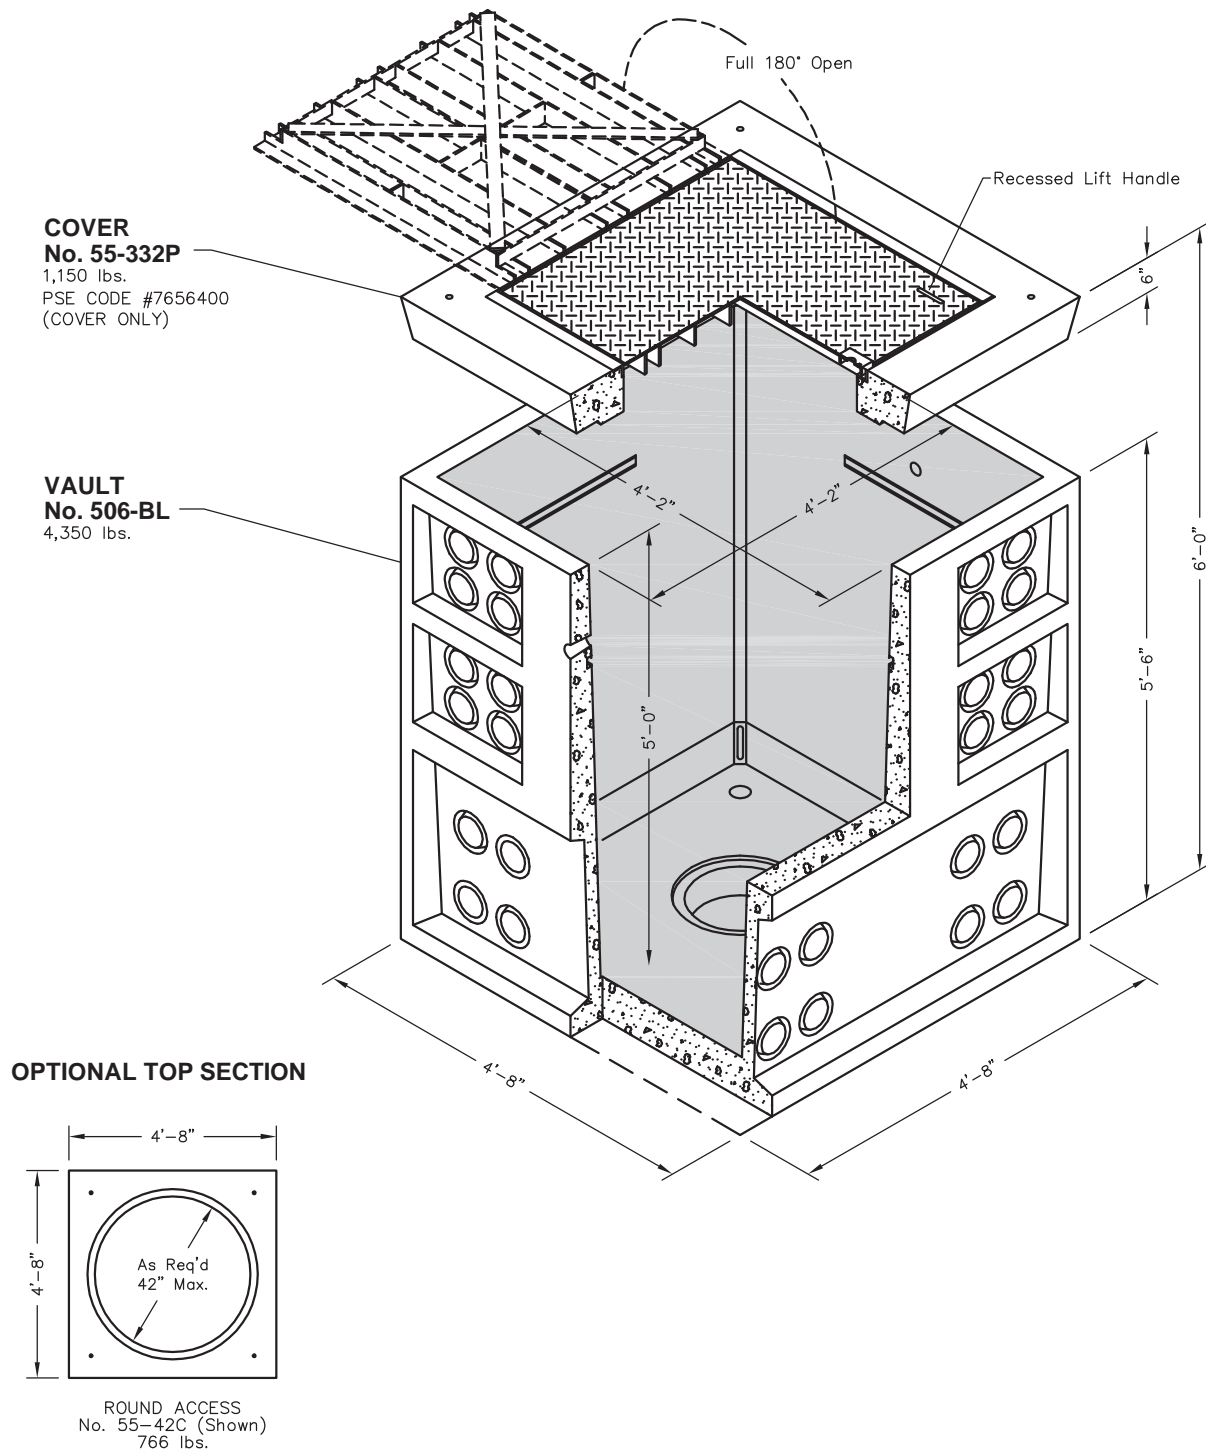 Full 180° Open
Recessed Lift Handle
COVER
No. 55-332P
1,150 lbs.
PSE CODE #7656400
(COVER ONLY)
6"
VAULT
No. 506-BL
4,350 lbs.
4'-2"
4'-2"
6'-0"
5'-6"
5'-0"
4'-8"
4'-8"
OPTIONAL TOP SECTION
4'-8"
4'-8"
As Req'd
42" Max.
ROUND ACCESS
No. 55-42C (Shown)
766 lbs.